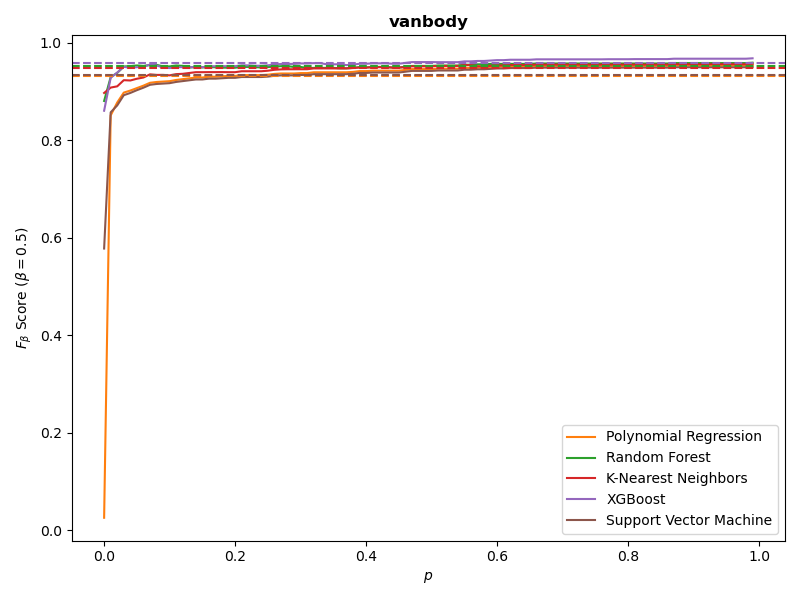 vanbody
1.0
0.8
0.6
0.4
0.2
0.0
F_β Score (β = 0.5)
0.0 0.2 0.4 0.6 0.8 1.0
p
Polynomial Regression
Random Forest
K-Nearest Neighbors
XGBoost
Support Vector Machine